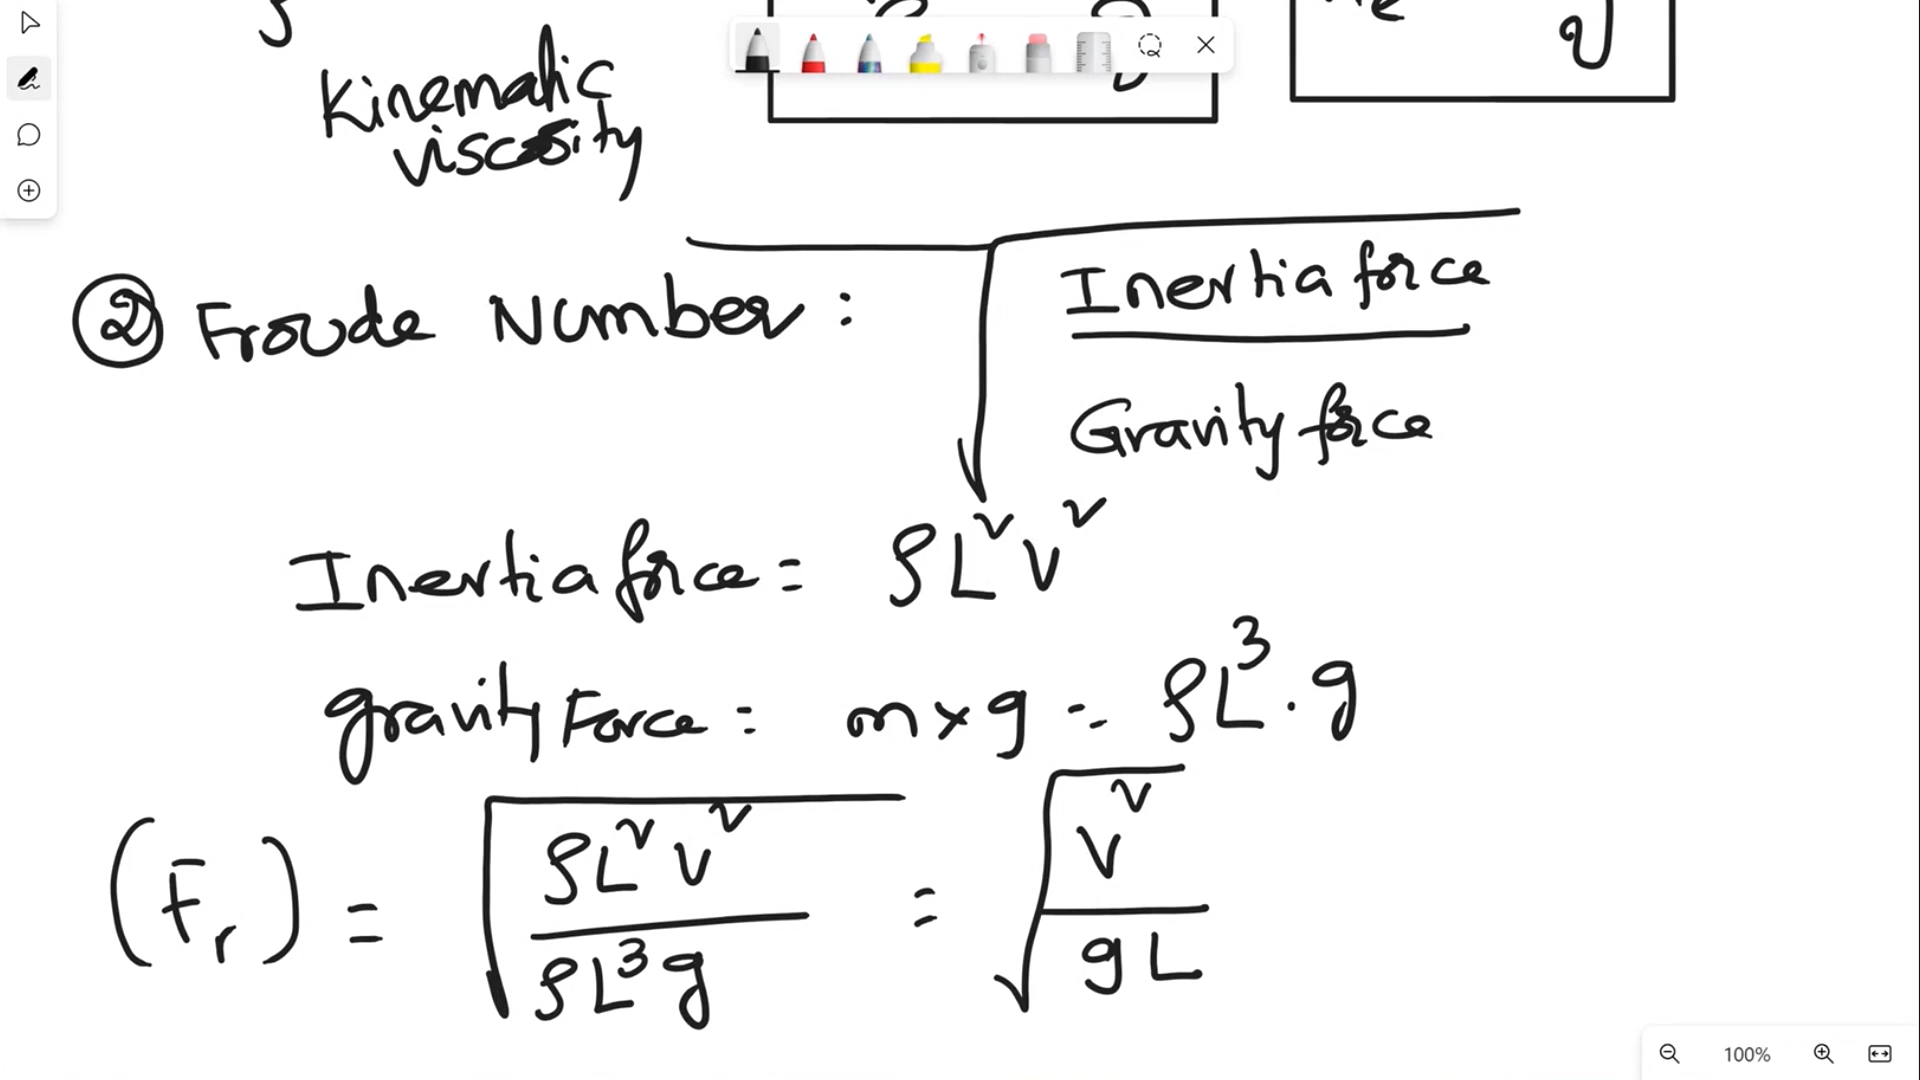 Kinematic
viscosity
② Froude Number : √ Inertia force
Gravity force
Inertia force = ρL²V²
gravity Force = m×g = ρL³.g
(Fr) = √ρL²V² / ρL³g = √V² / gL
100%